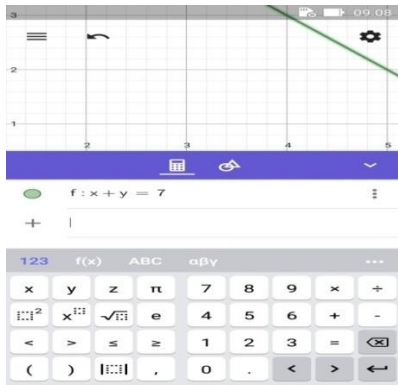 09.08
3
2
1
2 3 4 5
f : x + y = 7
123 f(x) ABC αβγ
x y z π 7 8 9 × ÷
² x √ e 4 5 6 + -
< > ≤ ≥ 1 2 3 =
( ) | | , 0 . < >